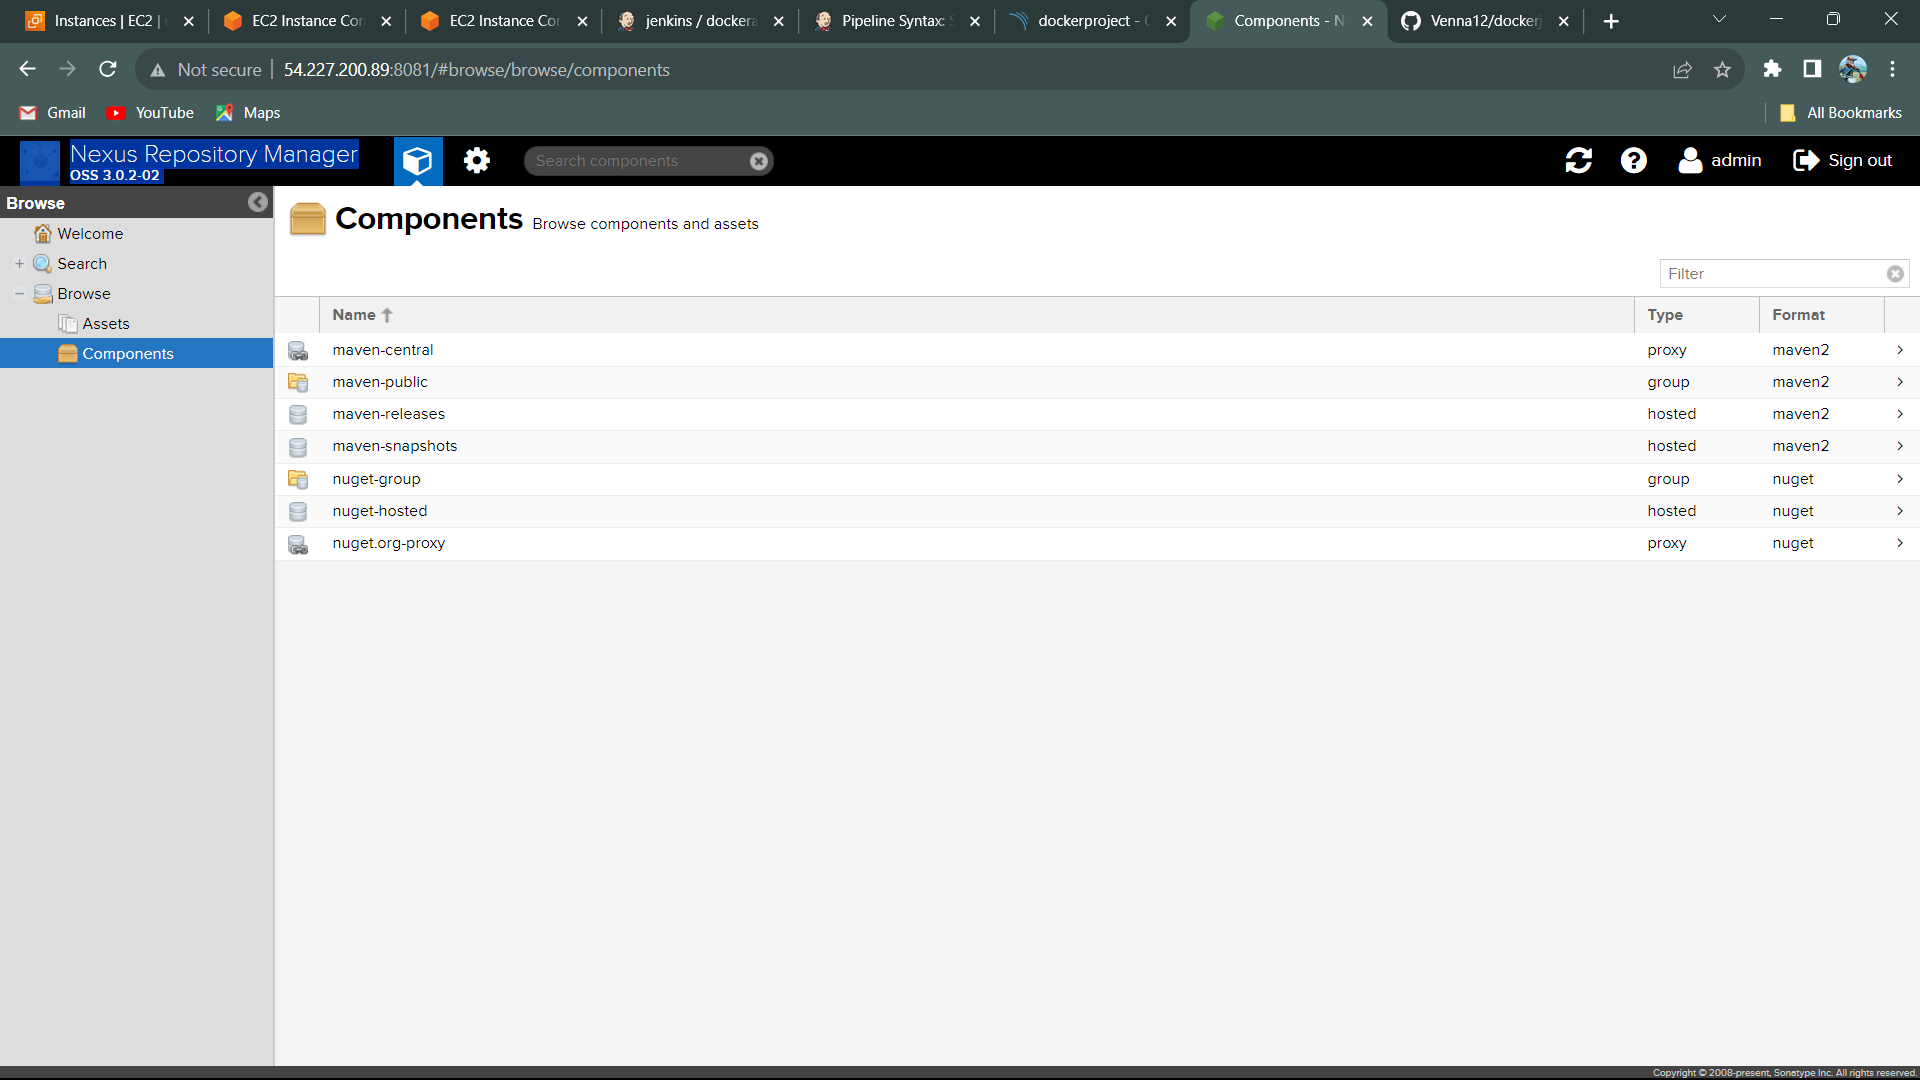 Instances | EC2 |
EC2 Instance Con
EC2 Instance Con
jenkins / dockera
Pipeline Syntax: S
dockerproject -
Components - N
Venna12/dockerj
Not secure
54.227.200.89:8081/#browse/browse/components
Gmail
YouTube
Maps
All Bookmarks
Nexus Repository Manager
OSS 3.0.2-02
Search components
admin
Sign out
Browse
Welcome
+ Search
− Browse
Assets
Components
Components Browse components and assets
Filter
Name Type Format
maven-central proxy maven2 >
maven-public group maven2 >
maven-releases hosted maven2 >
maven-snapshots hosted maven2 >
nuget-group group nuget >
nuget-hosted hosted nuget >
nuget.org-proxy proxy nuget >
Copyright © 2008-present, Sonatype Inc. All rights reserved.